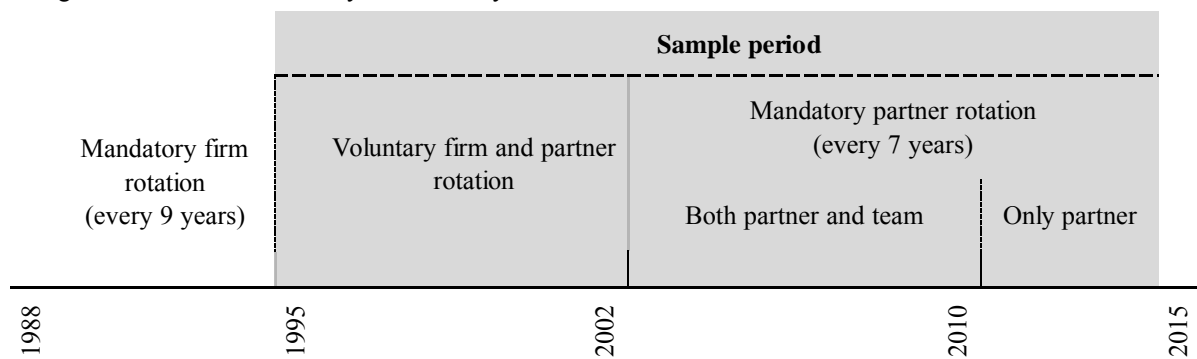 Sample period
Mandatory partner rotation
(every 7 years)
Mandatory firm
rotation
(every 9 years)
Voluntary firm and partner
rotation
Both partner and team
Only partner
1988
1995
2002
2010
2015